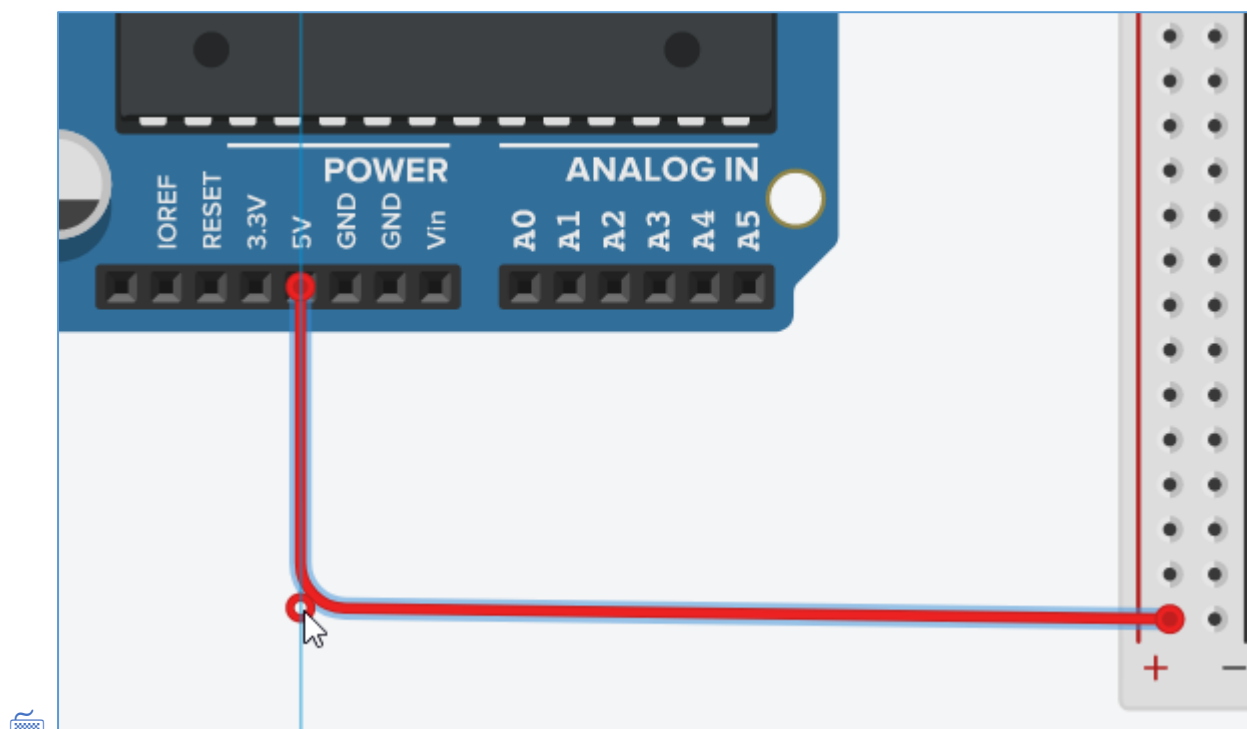 POWER
ANALOG IN
IOREF
RESET
3.3V
5V
GND
GND
Vin
A0
A1
A2
A3
A4
A5
+
−